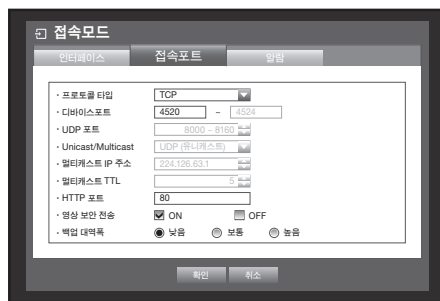 접속모드
인터페이스 접속포트 알람
· 프로토콜 타입 TCP
· 디바이스포트 4520 ~ 4524
· UDP 포트 8000 ~ 8160
· Unicast/Multicast UDP (유니캐스트)
· 멀티캐스트 IP 주소 224.126.63.1
· 멀티캐스트 TTL 5
· HTTP 포트 80
· 영상 보안 전송 ON OFF
· 백업 대역폭 낮음 보통 높음
확인 취소